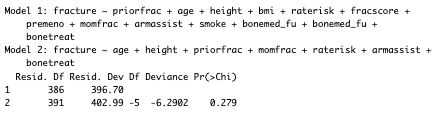 Model 1: fracture ~ priorfrac + age + height + bmi + raterisk + fracscore +
premeno + momfrac + armassist + smoke + bonemed_fu + bonemed_fu +
bonetreat
Model 2: fracture ~ age + height + priorfrac + momfrac + raterisk + armassist +
bonetreat
Resid. Df Resid. Dev Df Deviance Pr(>Chi)
1 386 396.70
2 391 402.99 -5 -6.2902 0.279